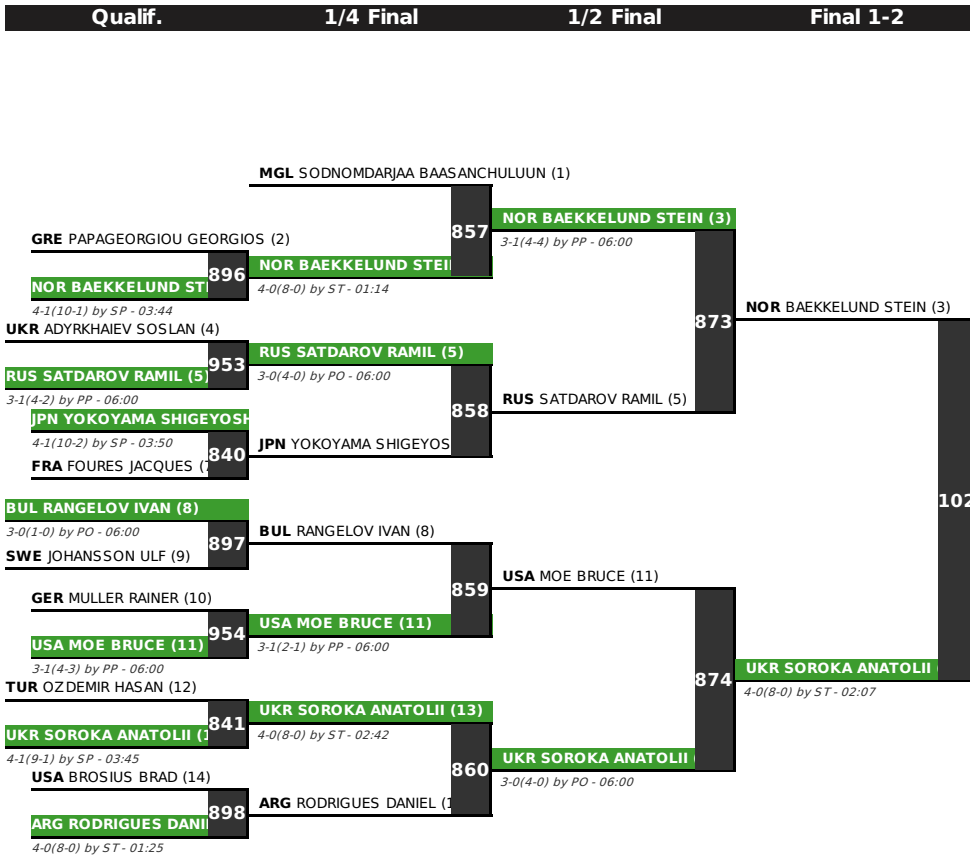 Qualif. 1/4 Final 1/2 Final Final 1-2
MGL SODNOMDARJAA BAASANCHULUUN (1)
857
NOR BAEKKELUND STEIN (3)
3-1(4-4) by PP - 06:00
GRE PAPAGEORGIOU GEORGIOS (2)
896
NOR BAEKKELUND STEI
4-0(8-0) by ST - 01:14
NOR BAEKKELUND STI
4-1(10-1) by SP - 03:44
873
NOR BAEKKELUND STEIN (3)
UKR ADYRKHAIEV SOSLAN (4)
953
RUS SATDAROV RAMIL (5)
3-0(4-0) by PO - 06:00
RUS SATDAROV RAMIL (5)
3-1(4-2) by PP - 06:00
858
RUS SATDAROV RAMIL (5)
JPN YOKOYAMA SHIGEYOSH
4-1(10-2) by SP - 03:50
840
JPN YOKOYAMA SHIGEYOS
FRA FOURES JACQUES (7
102
BUL RANGELOV IVAN (8)
3-0(1-0) by PO - 06:00
897
BUL RANGELOV IVAN (8)
SWE JOHANSSON ULF (9)
859
USA MOE BRUCE (11)
GER MULLER RAINER (10)
954
USA MOE BRUCE (11)
3-1(2-1) by PP - 06:00
USA MOE BRUCE (11)
3-1(4-3) by PP - 06:00
874
UKR SOROKA ANATOLII
4-0(8-0) by ST - 02:07
TUR OZDEMIR HASAN (12)
841
UKR SOROKA ANATOLII (13)
4-0(8-0) by ST - 02:42
UKR SOROKA ANATOLII (1
4-1(9-1) by SP - 03:45
860
UKR SOROKA ANATOLII
3-0(4-0) by PO - 06:00
USA BROSIUS BRAD (14)
898
ARG RODRIGUES DANIEL (1
ARG RODRIGUES DANI
4-0(8-0) by ST - 01:25